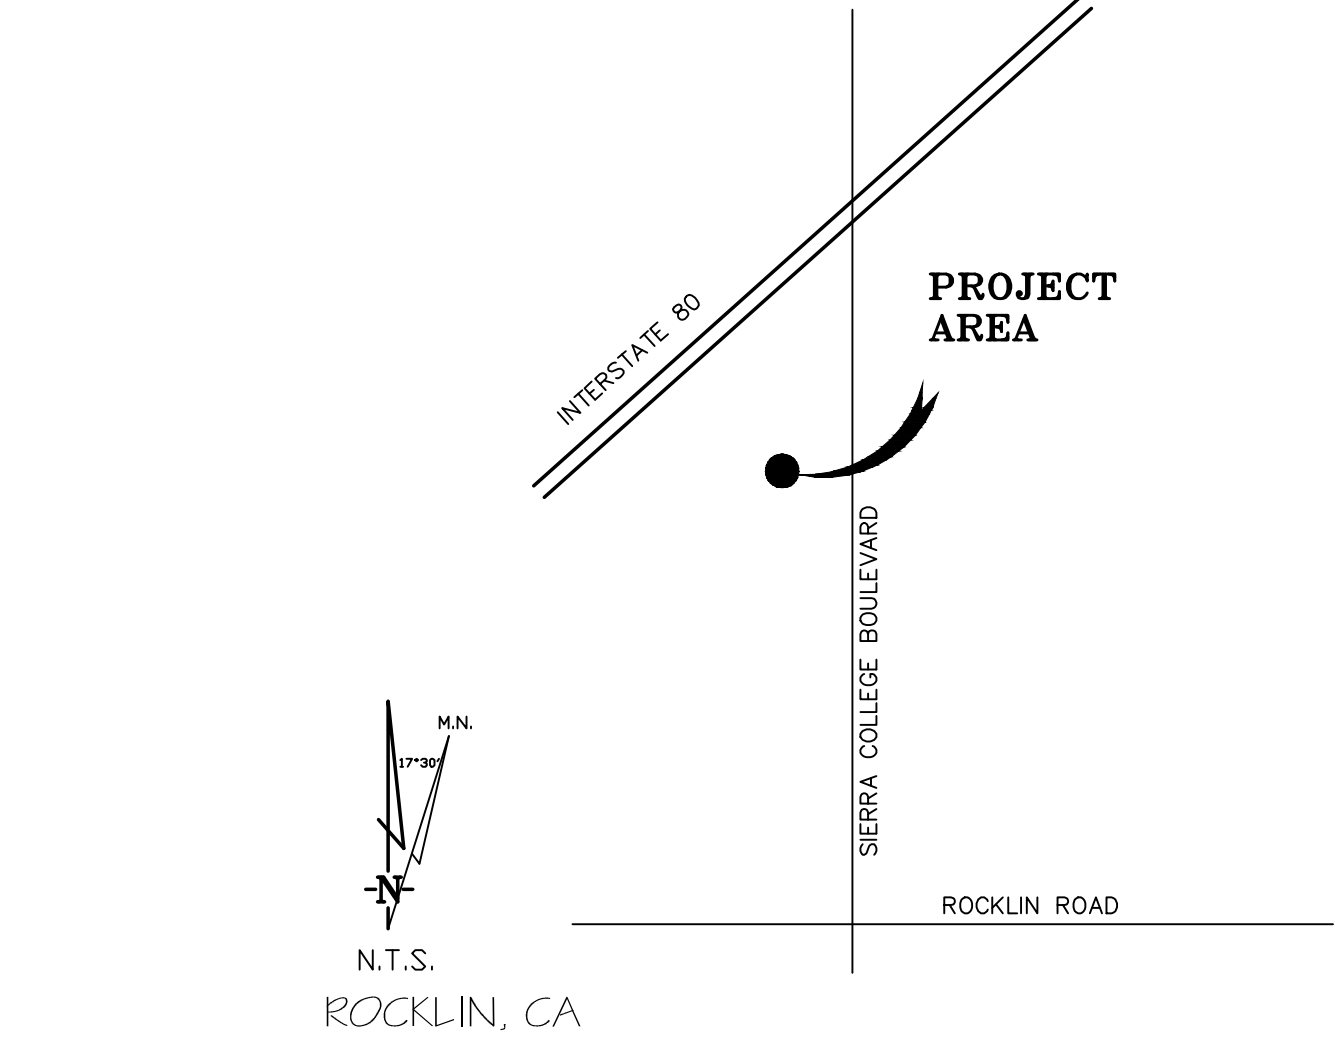 PROJECT
AREA
INTERSTATE 80
SIERRA COLLEGE BOULEVARD
M.N.
17°30'
N
ROCKLIN ROAD
N.T.S.
ROCKLIN, CA